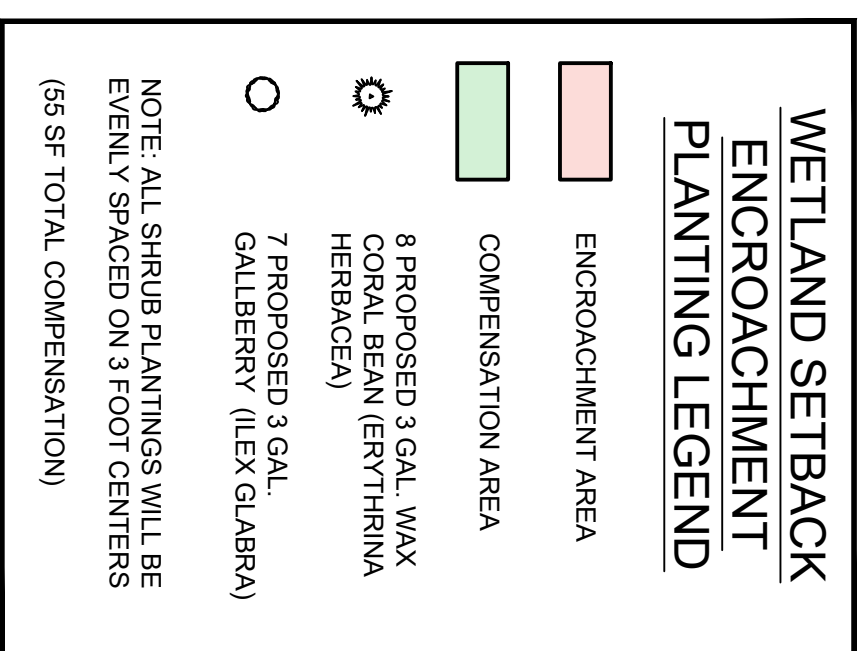 WETLAND SETBACK
ENCROACHMENT
PLANTING LEGEND
ENCROACHMENT AREA
COMPENSATION AREA
8 PROPOSED 3 GAL. WAX
CORAL BEAN (ERYTHRINA
HERBACEA)
7 PROPOSED 3 GAL.
GALLBERRY (ILEX GLABRA)
NOTE: ALL SHRUB PLANTINGS WILL BE
EVENLY SPACED ON 3 FOOT CENTERS
(55 SF TOTAL COMPENSATION)